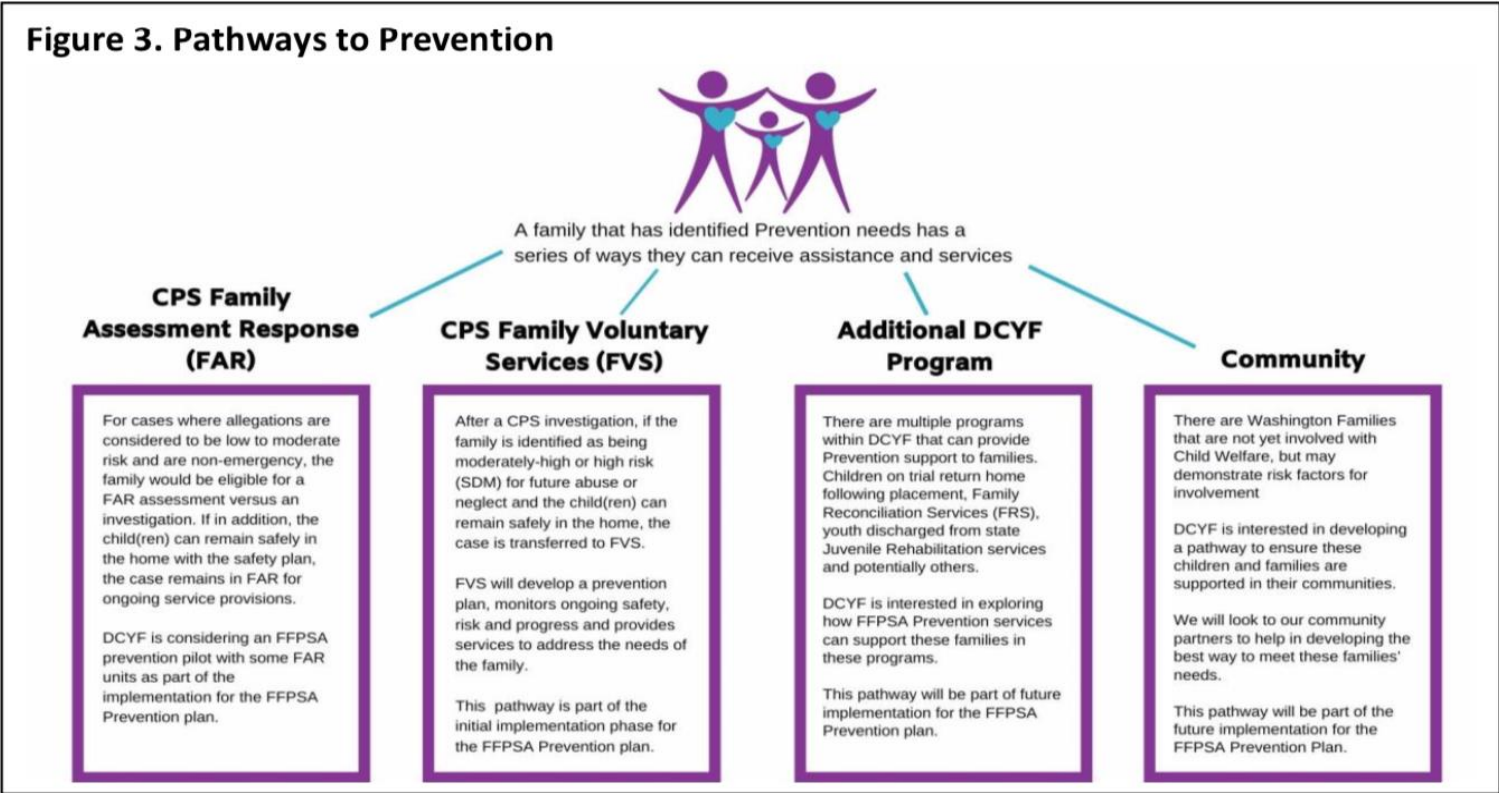 Figure 3. Pathways to Prevention
A family that has identified Prevention needs has a
series of ways they can receive assistance and services
CPS Family
Assessment Response
(FAR)
For cases where allegations are
considered to be low to moderate
risk and are non-emergency, the
family would be eligible for a
FAR assessment versus an
investigation. If in addition, the
child(ren) can remain safely in
the home with the safety plan,
the case remains in FAR for
ongoing service provisions.
DCYF is considering an FFPSA
prevention pilot with some FAR
units as part of the
implementation for the FFPSA
Prevention plan.
CPS Family Voluntary
Services (FVS)
After a CPS investigation, if the
family is identified as being
moderately-high or high risk
(SDM) for future abuse or
neglect and the child(ren) can
remain safely in the home, the
case is transferred to FVS.
FVS will develop a prevention
plan, monitors ongoing safety,
risk and progress and provides
services to address the needs of
the family.
This pathway is part of the
initial implementation phase for
the FFPSA Prevention plan.
Additional DCYF
Program
There are multiple programs
within DCYF that can provide
Prevention support to families.
Children on trial return home
following placement, Family
Reconciliation Services (FRS),
youth discharged from state
Juvenile Rehabilitation services
and potentially others.
DCYF is interested in exploring
how FFPSA Prevention services
can support these families in
these programs.
This pathway will be part of future
implementation for the FFPSA
Prevention plan.
Community
There are Washington Families
that are not yet involved with
Child Welfare, but may
demonstrate risk factors for
involvement
DCYF is interested in developing
a pathway to ensure these
children and families are
supported in their communities.
We will look to our community
partners to help in developing the
best way to meet these families'
needs.
This pathway will be part of the
future implementation for the
FFPSA Prevention Plan.